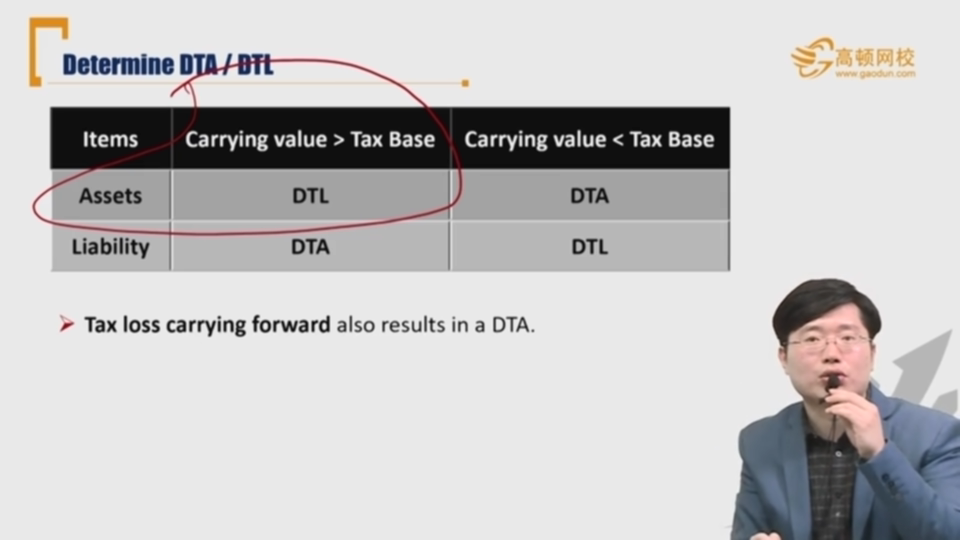 Determine DTA / DTL
高顿网校
www.gaodun.com
Items Carrying value > Tax Base Carrying value < Tax Base
Assets DTL DTA
Liability DTA DTL
Tax loss carrying forward also results in a DTA.